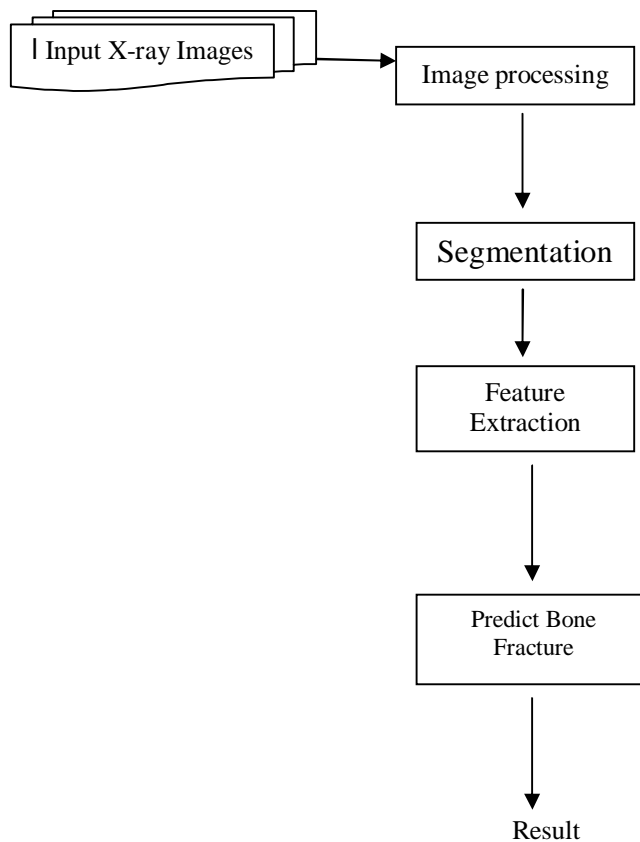 Input X-ray Images
Image processing
Segmentation
Feature
Extraction
Predict Bone
Fracture
Result